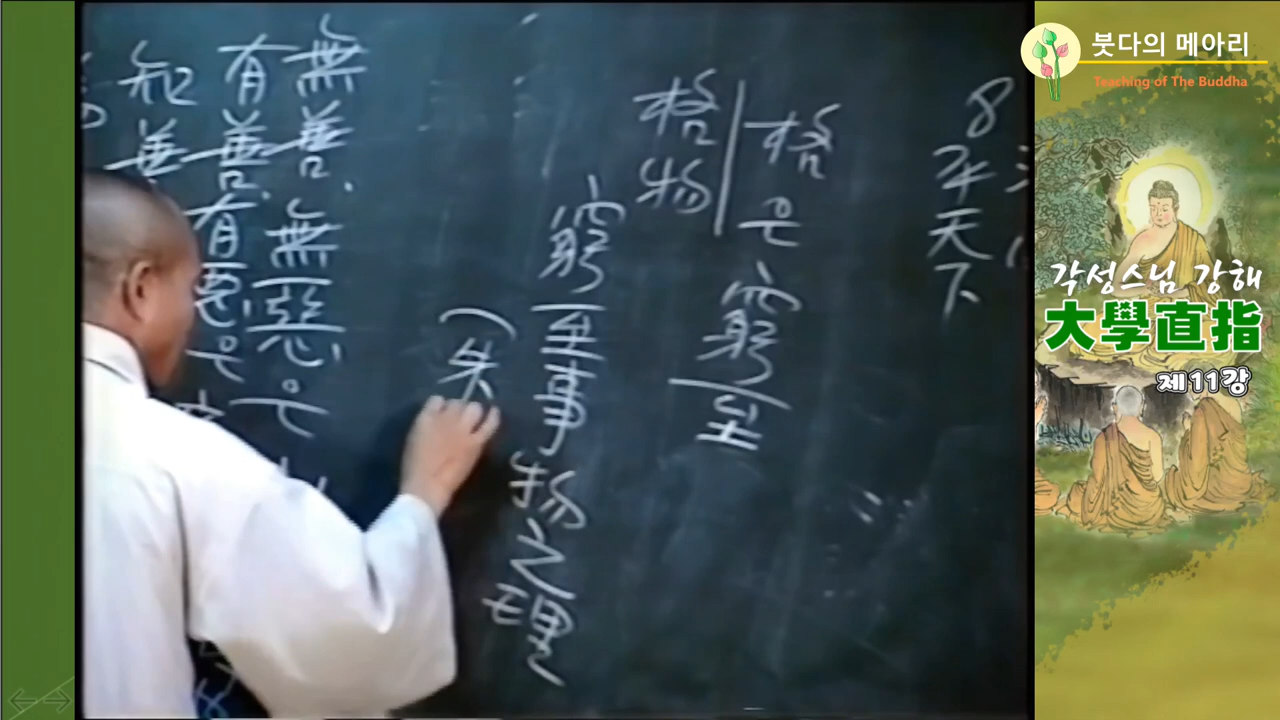 8 平天下
格은 窮至
格物
窮至事物之理
(朱
無善、無惡은
有善、有惡은
知善
붓다의 메아리
Teaching of The Buddha
각성스님 강해
大學直指
제11강